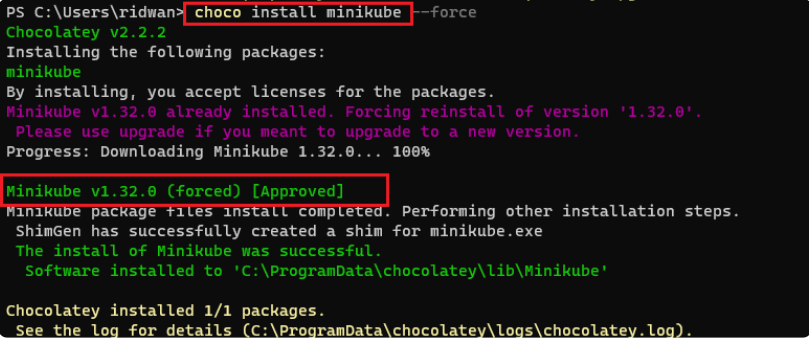 PS C:\Users\ridwan> choco install minikube --force
Chocolatey v2.2.2
Installing the following packages:
minikube
By installing, you accept licenses for the packages.
Minikube v1.32.0 already installed. Forcing reinstall of version '1.32.0'.
Please use upgrade if you meant to upgrade to a new version.
Progress: Downloading Minikube 1.32.0... 100%
Minikube v1.32.0 (forced) [Approved]
Minikube package files install completed. Performing other installation steps.
ShimGen has successfully created a shim for minikube.exe
The install of Minikube was successful.
Software installed to 'C:\ProgramData\chocolatey\lib\Minikube'
Chocolatey installed 1/1 packages.
See the log for details (C:\ProgramData\chocolatey\logs\chocolatey.log).